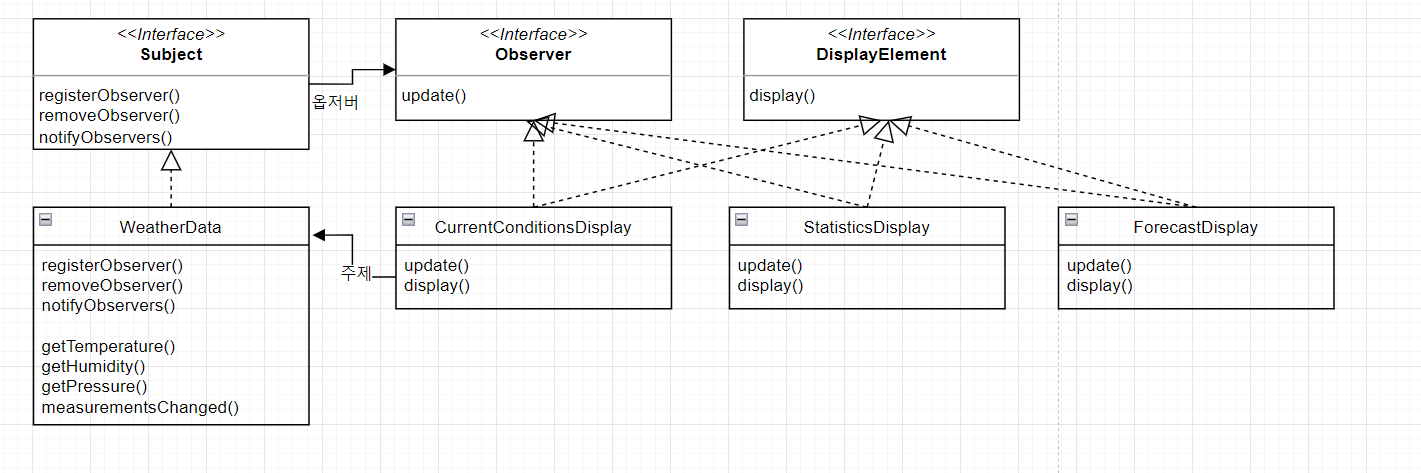 <<Interface>>
Subject
registerObserver()
removeObserver()
notifyObservers()
옵저버
<<Interface>>
Observer
update()
<<Interface>>
DisplayElement
display()
WeatherData
registerObserver()
removeObserver()
notifyObservers()
getTemperature()
getHumidity()
getPressure()
measurementsChanged()
주제
CurrentConditionsDisplay
update()
display()
StatisticsDisplay
update()
display()
ForecastDisplay
update()
display()